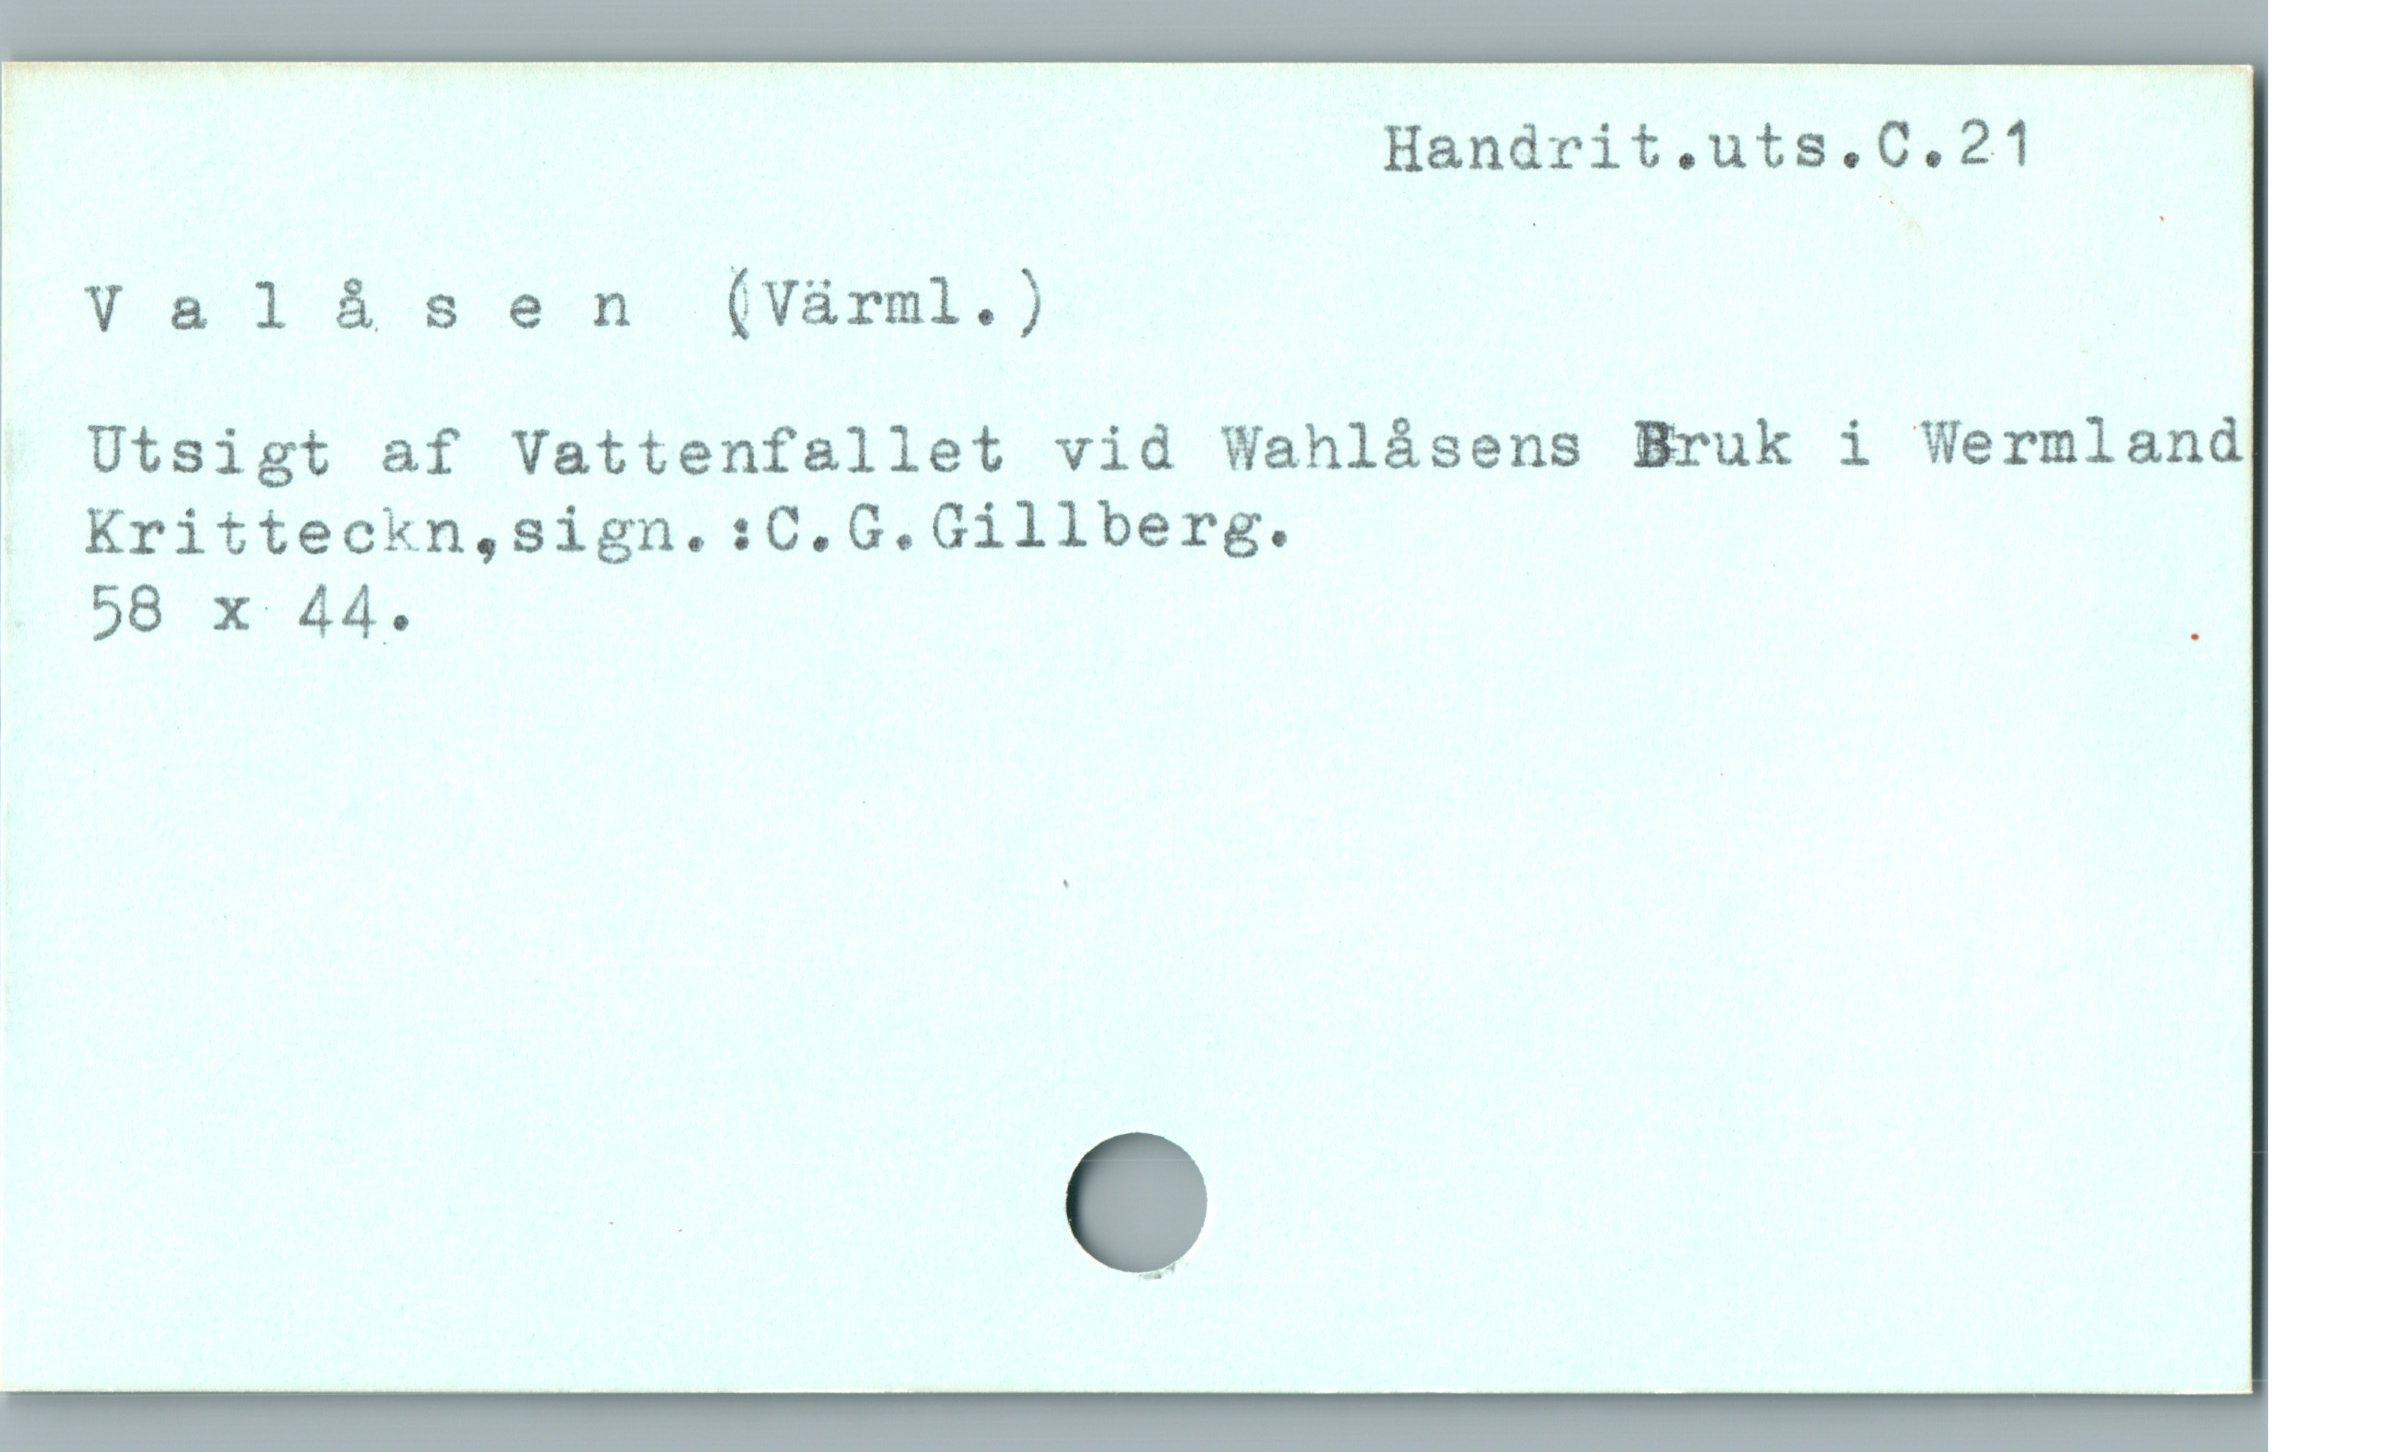 Handrit.uts.C.21
V a l å s e n (Värml.)
Utsigt af Vattenfallet vid Wahlåsens Bruk i Wermland
Kritteckn,sign.:C.G.Gillberg.
58 x 44.